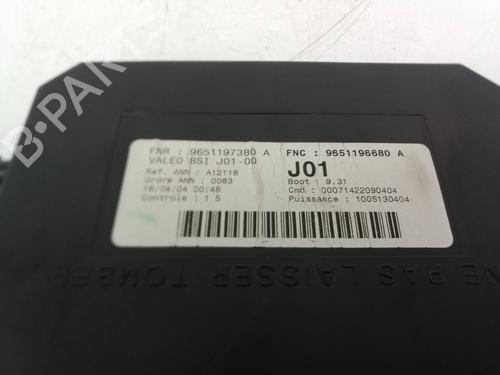 FNR : 9651197380 A
FNC : 9651196680 A
VALEO BSI J01-00
Ref. ANN : A12118
Ordre ANN : 0083
16/04/04 00:48
Controle : 1 5
J01
Boot : 9.31
Cmd : 00071422090404
Puissance : 1005130404
NE PAS LAISSER TOMBER
B-PARTS